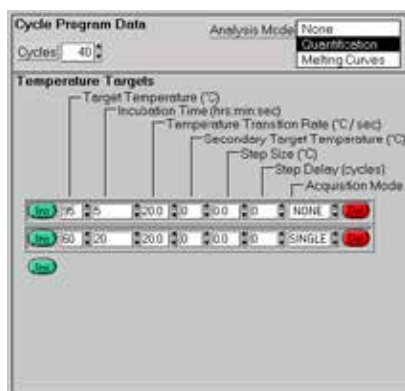 Cycle Program Data
Cycles 40
Analysis Mode None
Quantification
Melting Curves
Temperature Targets
Target Temperature (°C)
Incubation Time (hrs:min:sec)
Temperature Transition Rate (°C / sec)
Secondary Target Temperature (°C)
Step Size (°C)
Step Delay (cycles)
Acquisition Mode
Ins 95 5 20.0 0 0.0 0 NONE Del
Ins 60 20 20.0 0 0.0 0 SINGLE Del
Ins